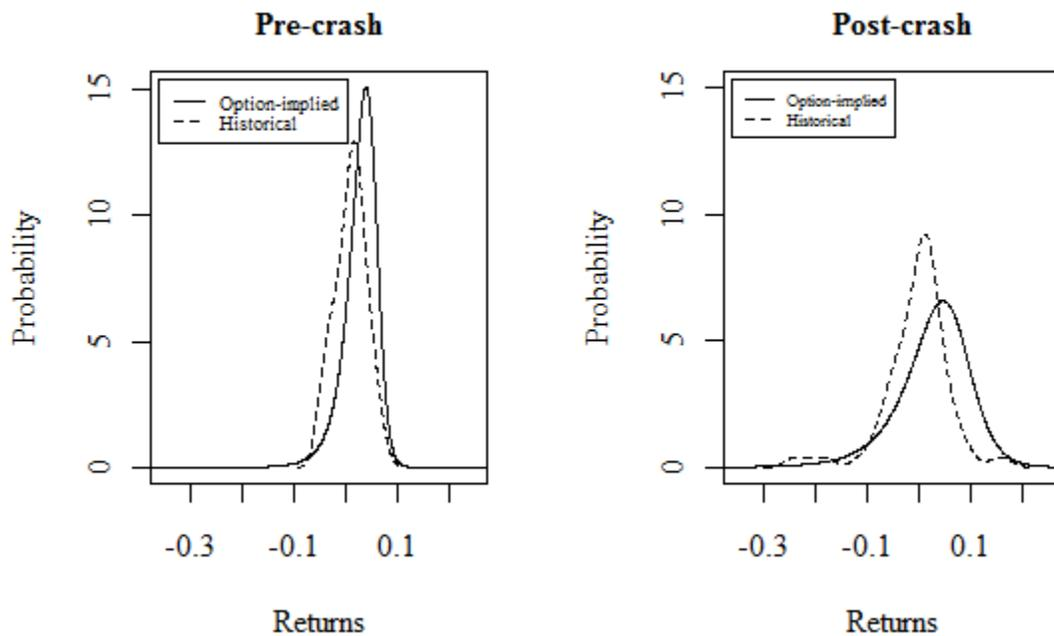 Pre-crash
Option-implied
Historical
15
10
5
0
Probability
-0.3 -0.1 0.1
Returns
Post-crash
Option-implied
Historical
15
10
5
0
Probability
-0.3 -0.1 0.1
Returns